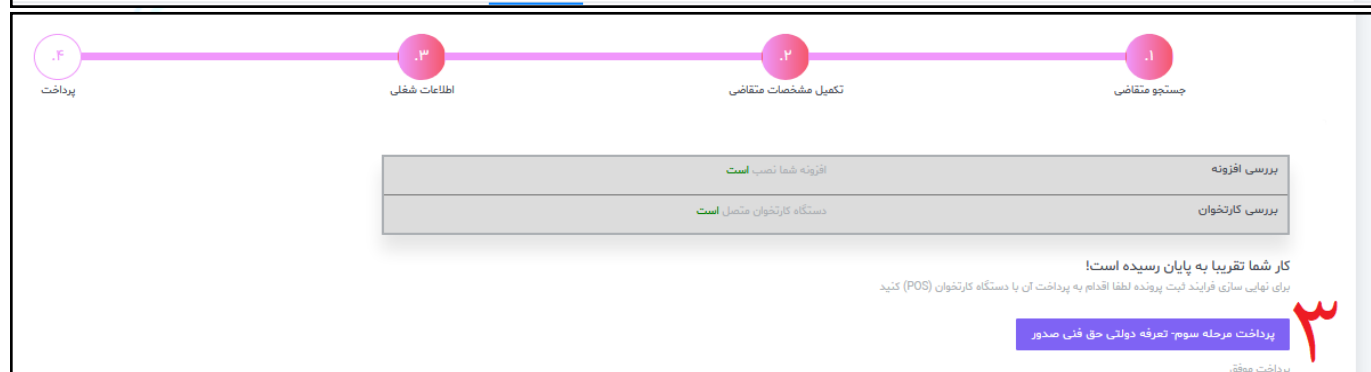 ۱.
جستجو متقاضی
۲.
تکمیل مشخصات متقاضی
۳.
اطلاعات شغلی
۴.
پرداخت
بررسی افزونه افزونه شما نصب است
بررسی کارتخوان دستگاه کارتخوان متصل است
کار شما تقریبا به پایان رسیده است!
برای نهایی سازی فرایند ثبت پرونده لطفا اقدام به پرداخت آن با دستگاه کارتخوان (POS) کنید
۳
پرداخت مرحله سوم- تعرفه دولتی حق فنی صدور
پرداخت موفق